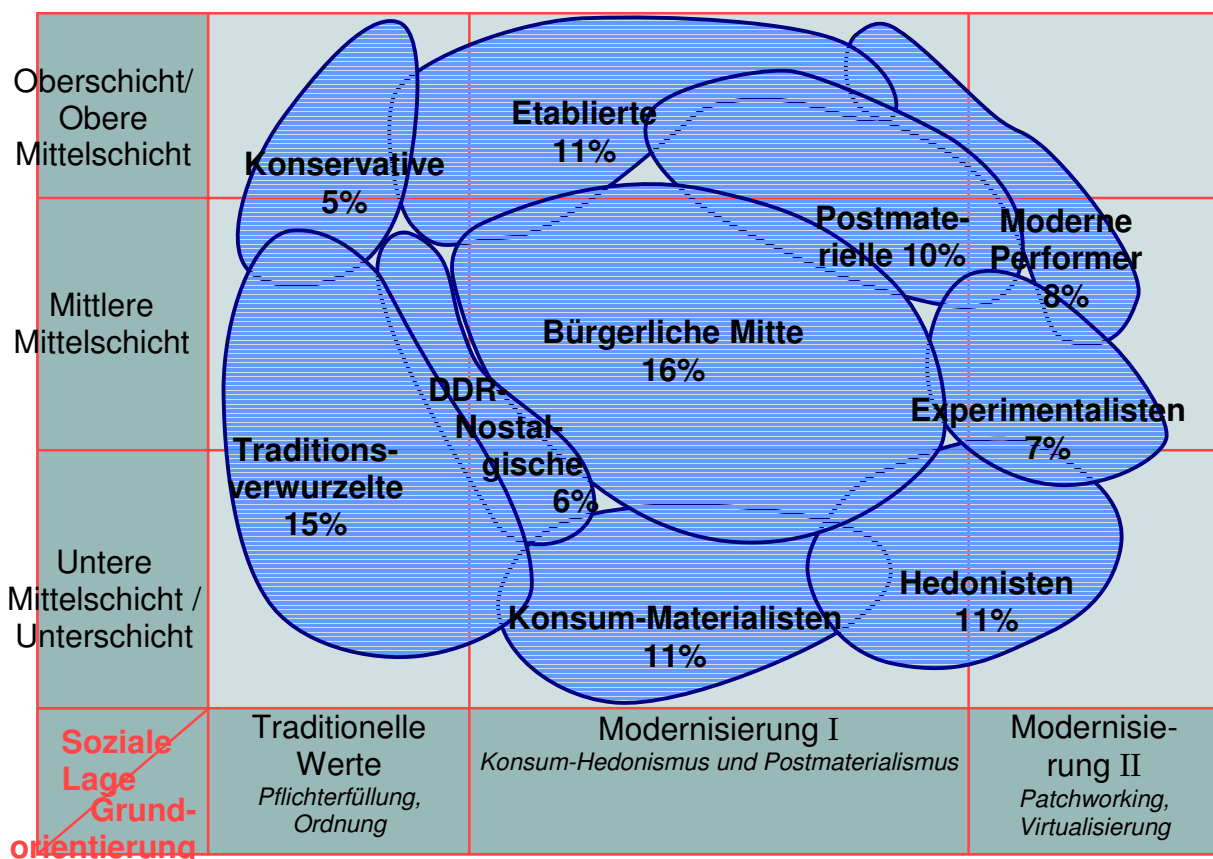 Oberschicht/
Obere
Mittelschicht
Etablierte
11%
Konservative
5%
Postmate-
rielle 10%
Moderne
Performer
8%
Mittlere
Mittelschicht
Bürgerliche Mitte
16%
DDR-
Nostal-
gische
6%
Experimentalisten
7%
Traditions-
verwurzelte
15%
Untere
Mittelschicht /
Unterschicht
Hedonisten
11%
Konsum-Materialisten
11%
Soziale
Lage
Grund-
orientierung
Traditionelle
Werte
Pflichterfüllung,
Ordnung
Modernisierung I
Konsum-Hedonismus und Postmaterialismus
Modernisie-
rung II
Patchworking,
Virtualisierung